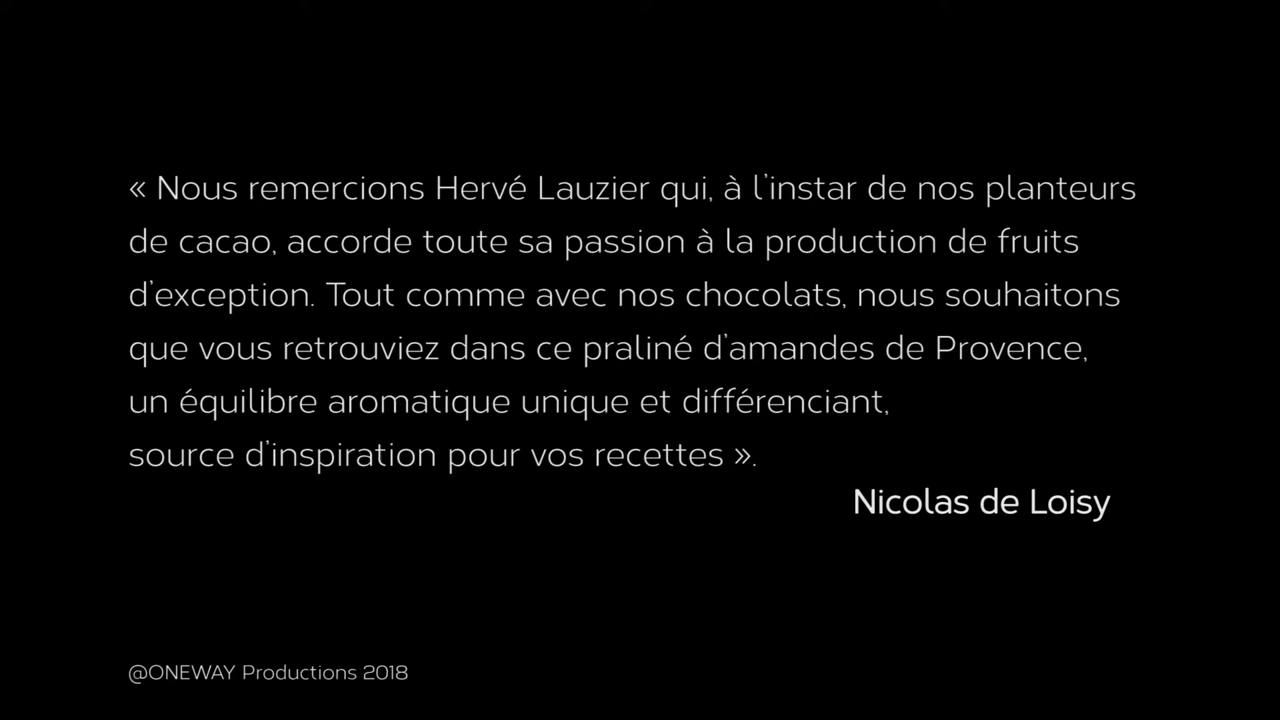 « Nous remercions Hervé Lauzier qui, à l’instar de nos planteurs
de cacao, accorde toute sa passion à la production de fruits
d’exception. Tout comme avec nos chocolats, nous souhaitons
que vous retrouviez dans ce praliné d’amandes de Provence,
un équilibre aromatique unique et différenciant,
source d’inspiration pour vos recettes ».
Nicolas de Loisy
@ONEWAY Productions 2018